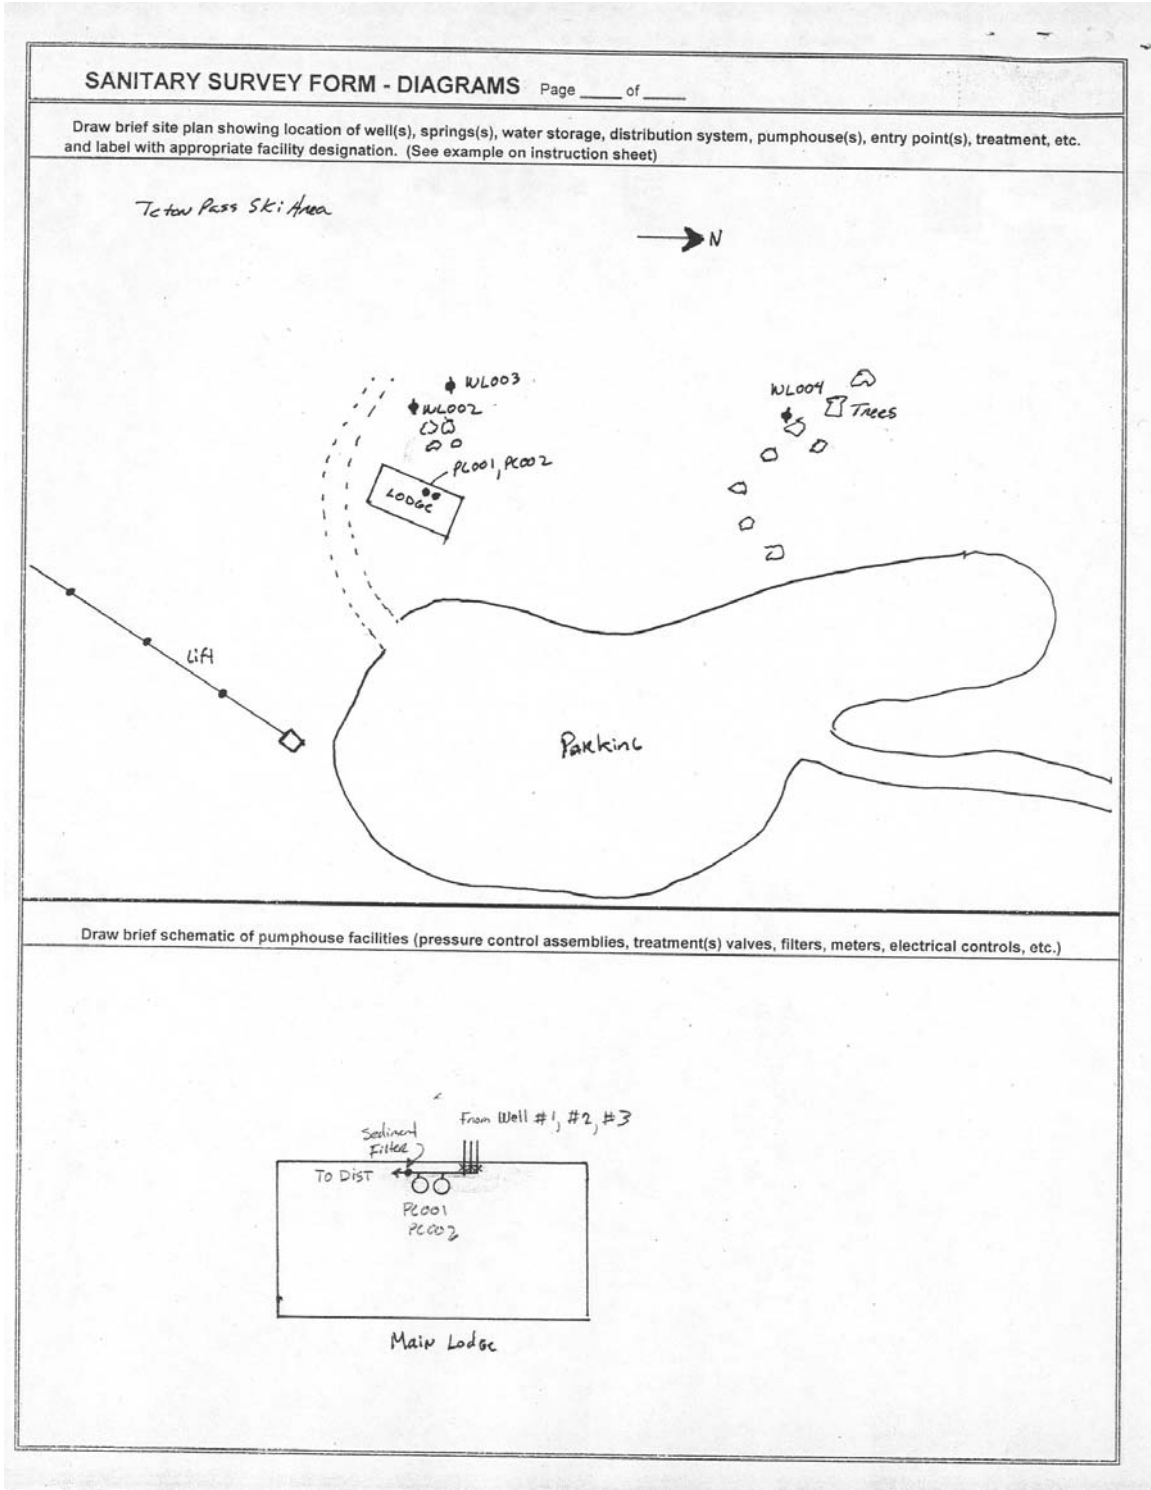 SANITARY SURVEY FORM - DIAGRAMS Page _____ of _____
Draw brief site plan showing location of well(s), springs(s), water storage, distribution system, pumphouse(s), entry point(s), treatment, etc.
and label with appropriate facility designation. (See example on instruction sheet)
Teton Pass Ski Area
N
WL003
WL002
WL004
Trees
PC001, PC002
LODGE
Lift
Parking
Draw brief schematic of pumphouse facilities (pressure control assemblies, treatment(s) valves, filters, meters, electrical controls, etc.)
From Well #1, #2, #3
Sediment
Filter
To Dist
PC001
PC002
Main Lodge